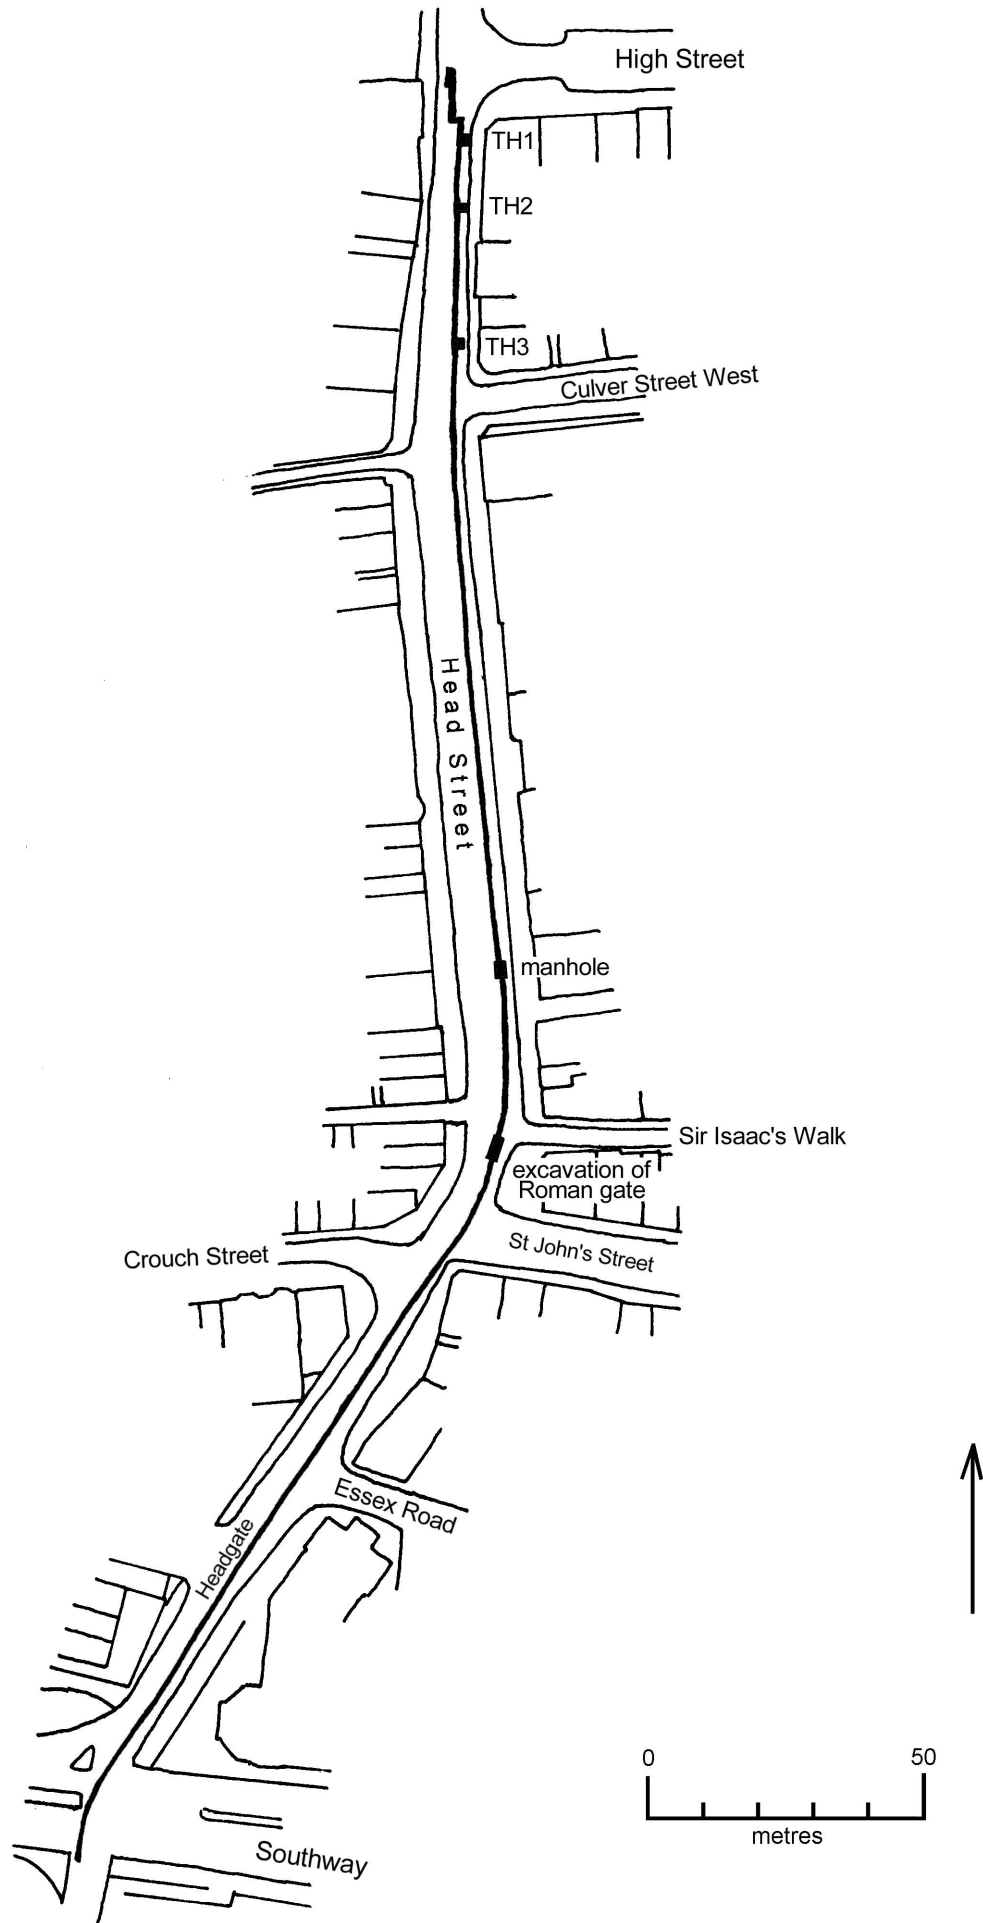 High Street
TH1
TH2
TH3
Culver Street West
Head Street
manhole
Sir Isaac's Walk
excavation of
Roman gate
Crouch Street
St John's Street
Essex Road
Headgate
0 50
metres
Southway